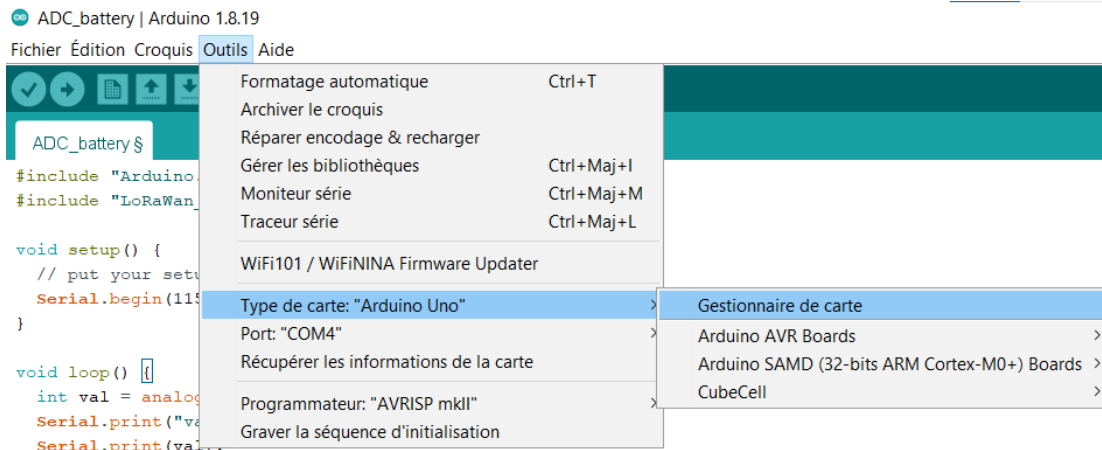 ADC_battery | Arduino 1.8.19
Fichier Édition Croquis Outils Aide
ADC_battery §
#include "Arduino.
#include "LoRaWan_
void setup() {
// put your setu
Serial.begin(115
}
void loop() {
int val = analog
Serial.print("va
Serial.print(val
Formatage automatique Ctrl+T
Archiver le croquis
Réparer encodage & recharger
Gérer les bibliothèques Ctrl+Maj+I
Moniteur série Ctrl+Maj+M
Traceur série Ctrl+Maj+L
WiFi101 / WiFiNINA Firmware Updater
Type de carte: "Arduino Uno"
Port: "COM4"
Récupérer les informations de la carte
Programmateur: "AVRISP mkII"
Graver la séquence d'initialisation
Gestionnaire de carte
Arduino AVR Boards
Arduino SAMD (32-bits ARM Cortex-M0+) Boards
CubeCell